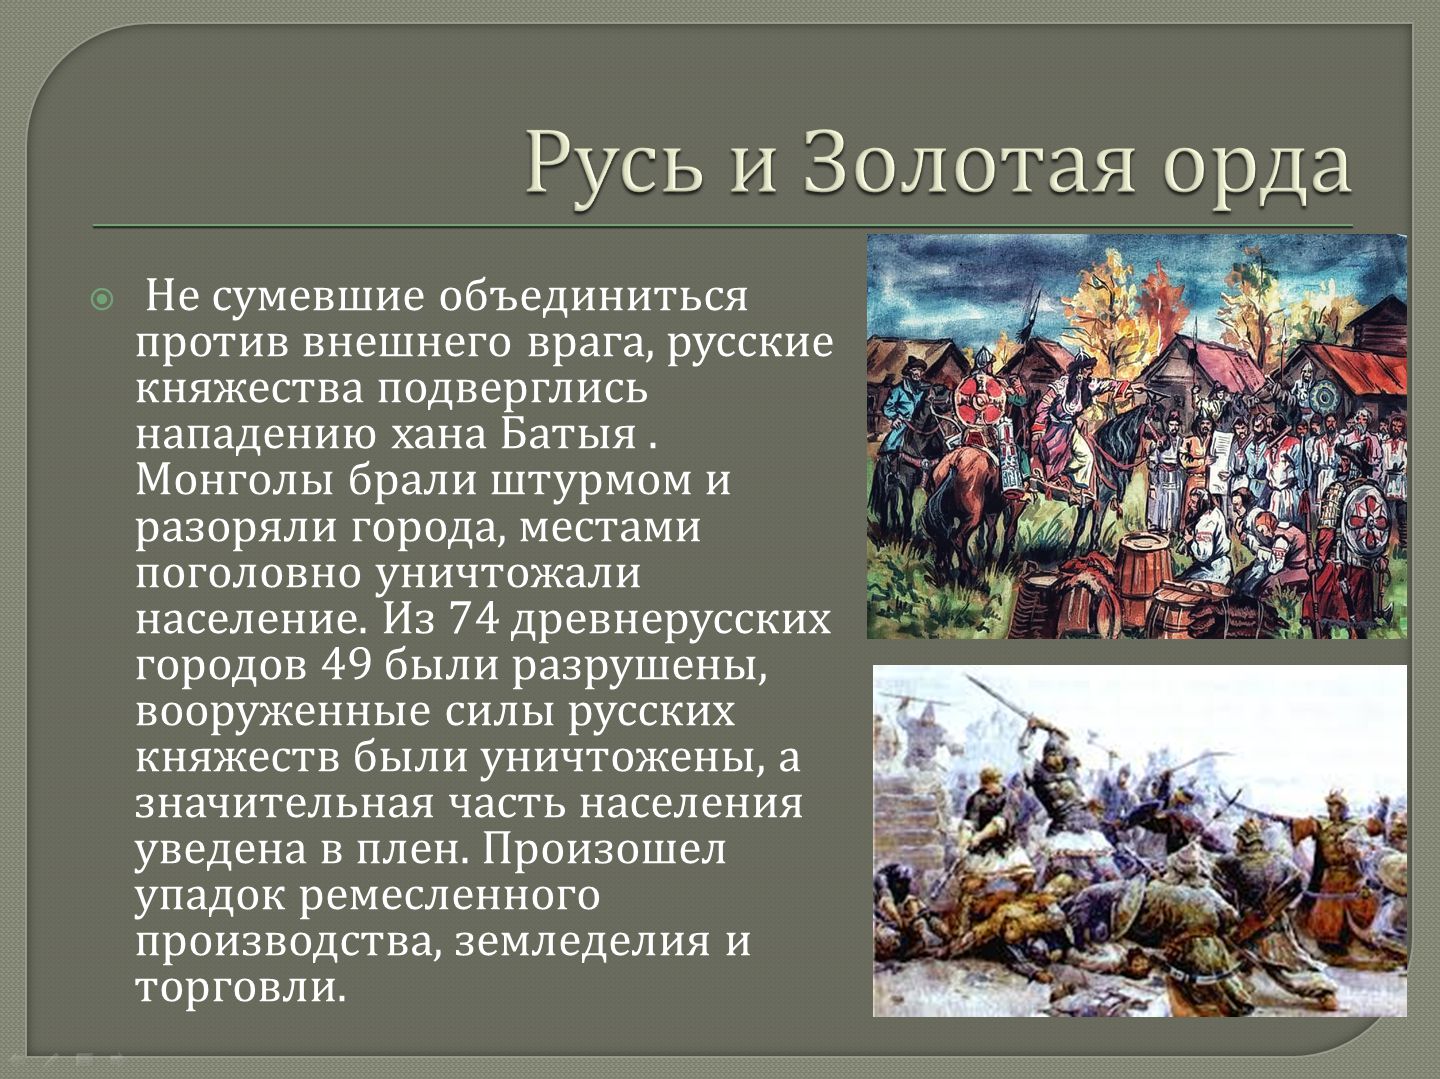 Русь и Золотая орда
Не сумевшие объединиться
против внешнего врага, русские
княжества подверглись
нападению хана Батыя .
Монголы брали штурмом и
разоряли города, местами
поголовно уничтожали
население. Из 74 древнерусских
городов 49 были разрушены,
вооруженные силы русских
княжеств были уничтожены, а
значительная часть населения
уведена в плен. Произошел
упадок ремесленного
производства, земледелия и
торговли.